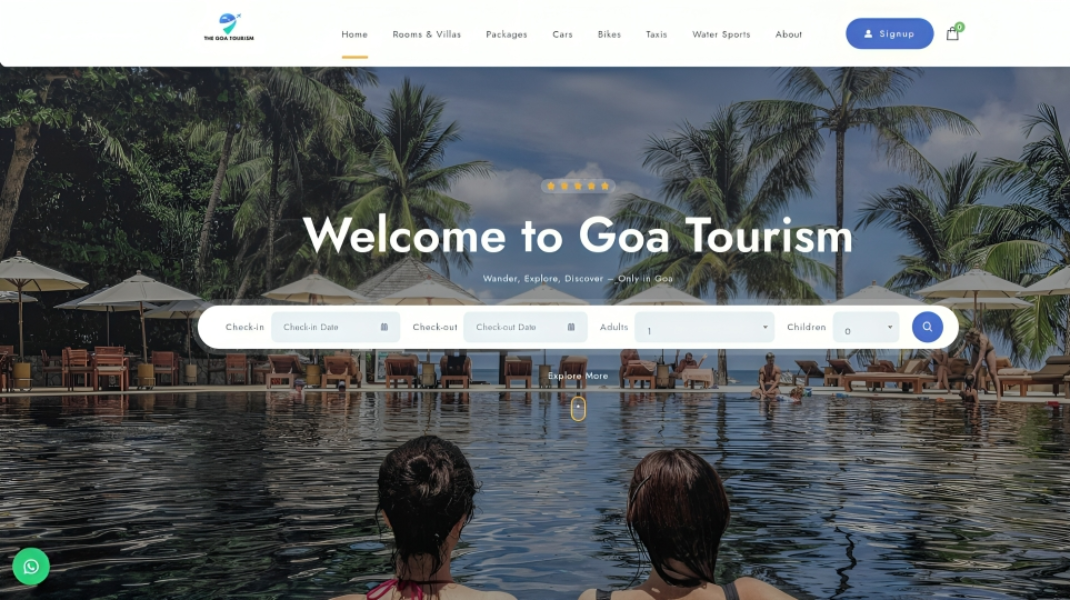 THE GOA TOURISM
Home Rooms & Villas Packages Cars Bikes Taxis Water Sports About Signup 0
Welcome to Goa Tourism
Wander, Explore, Discover – Only in Goa
Check-in Check-in Date Check-out Check-out Date Adults 1 Children 0
Explore More